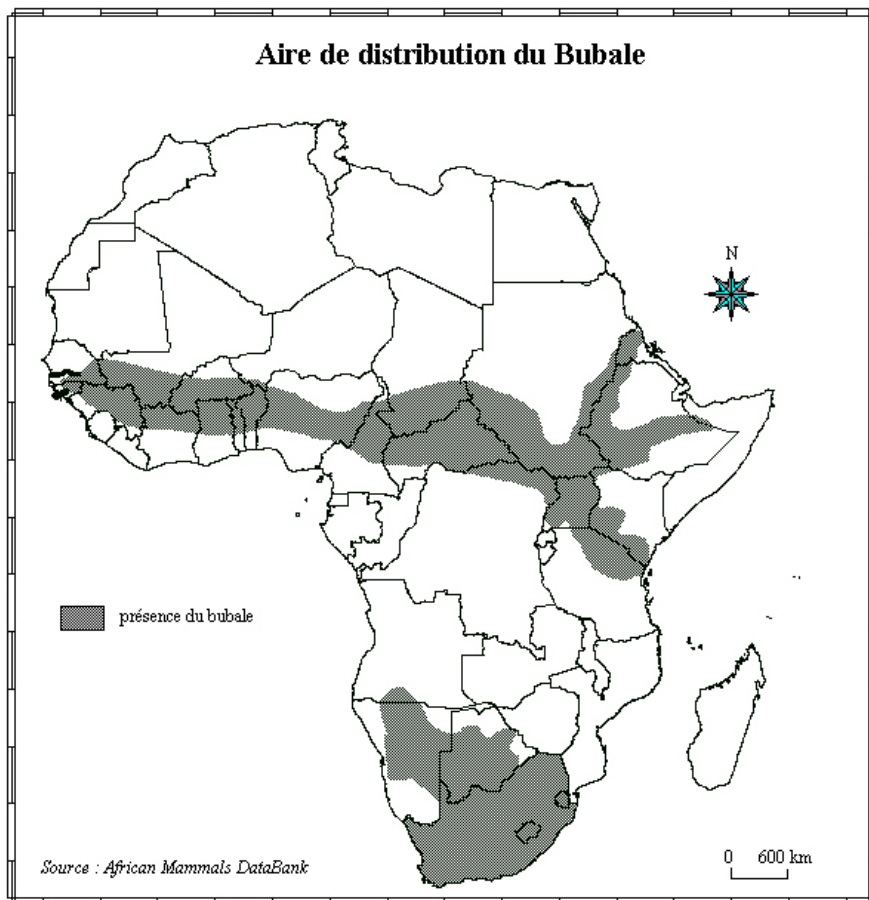 Aire de distribution du Bubale
N
présence du bubale
Source : African Mammals DataBank
0 600 km